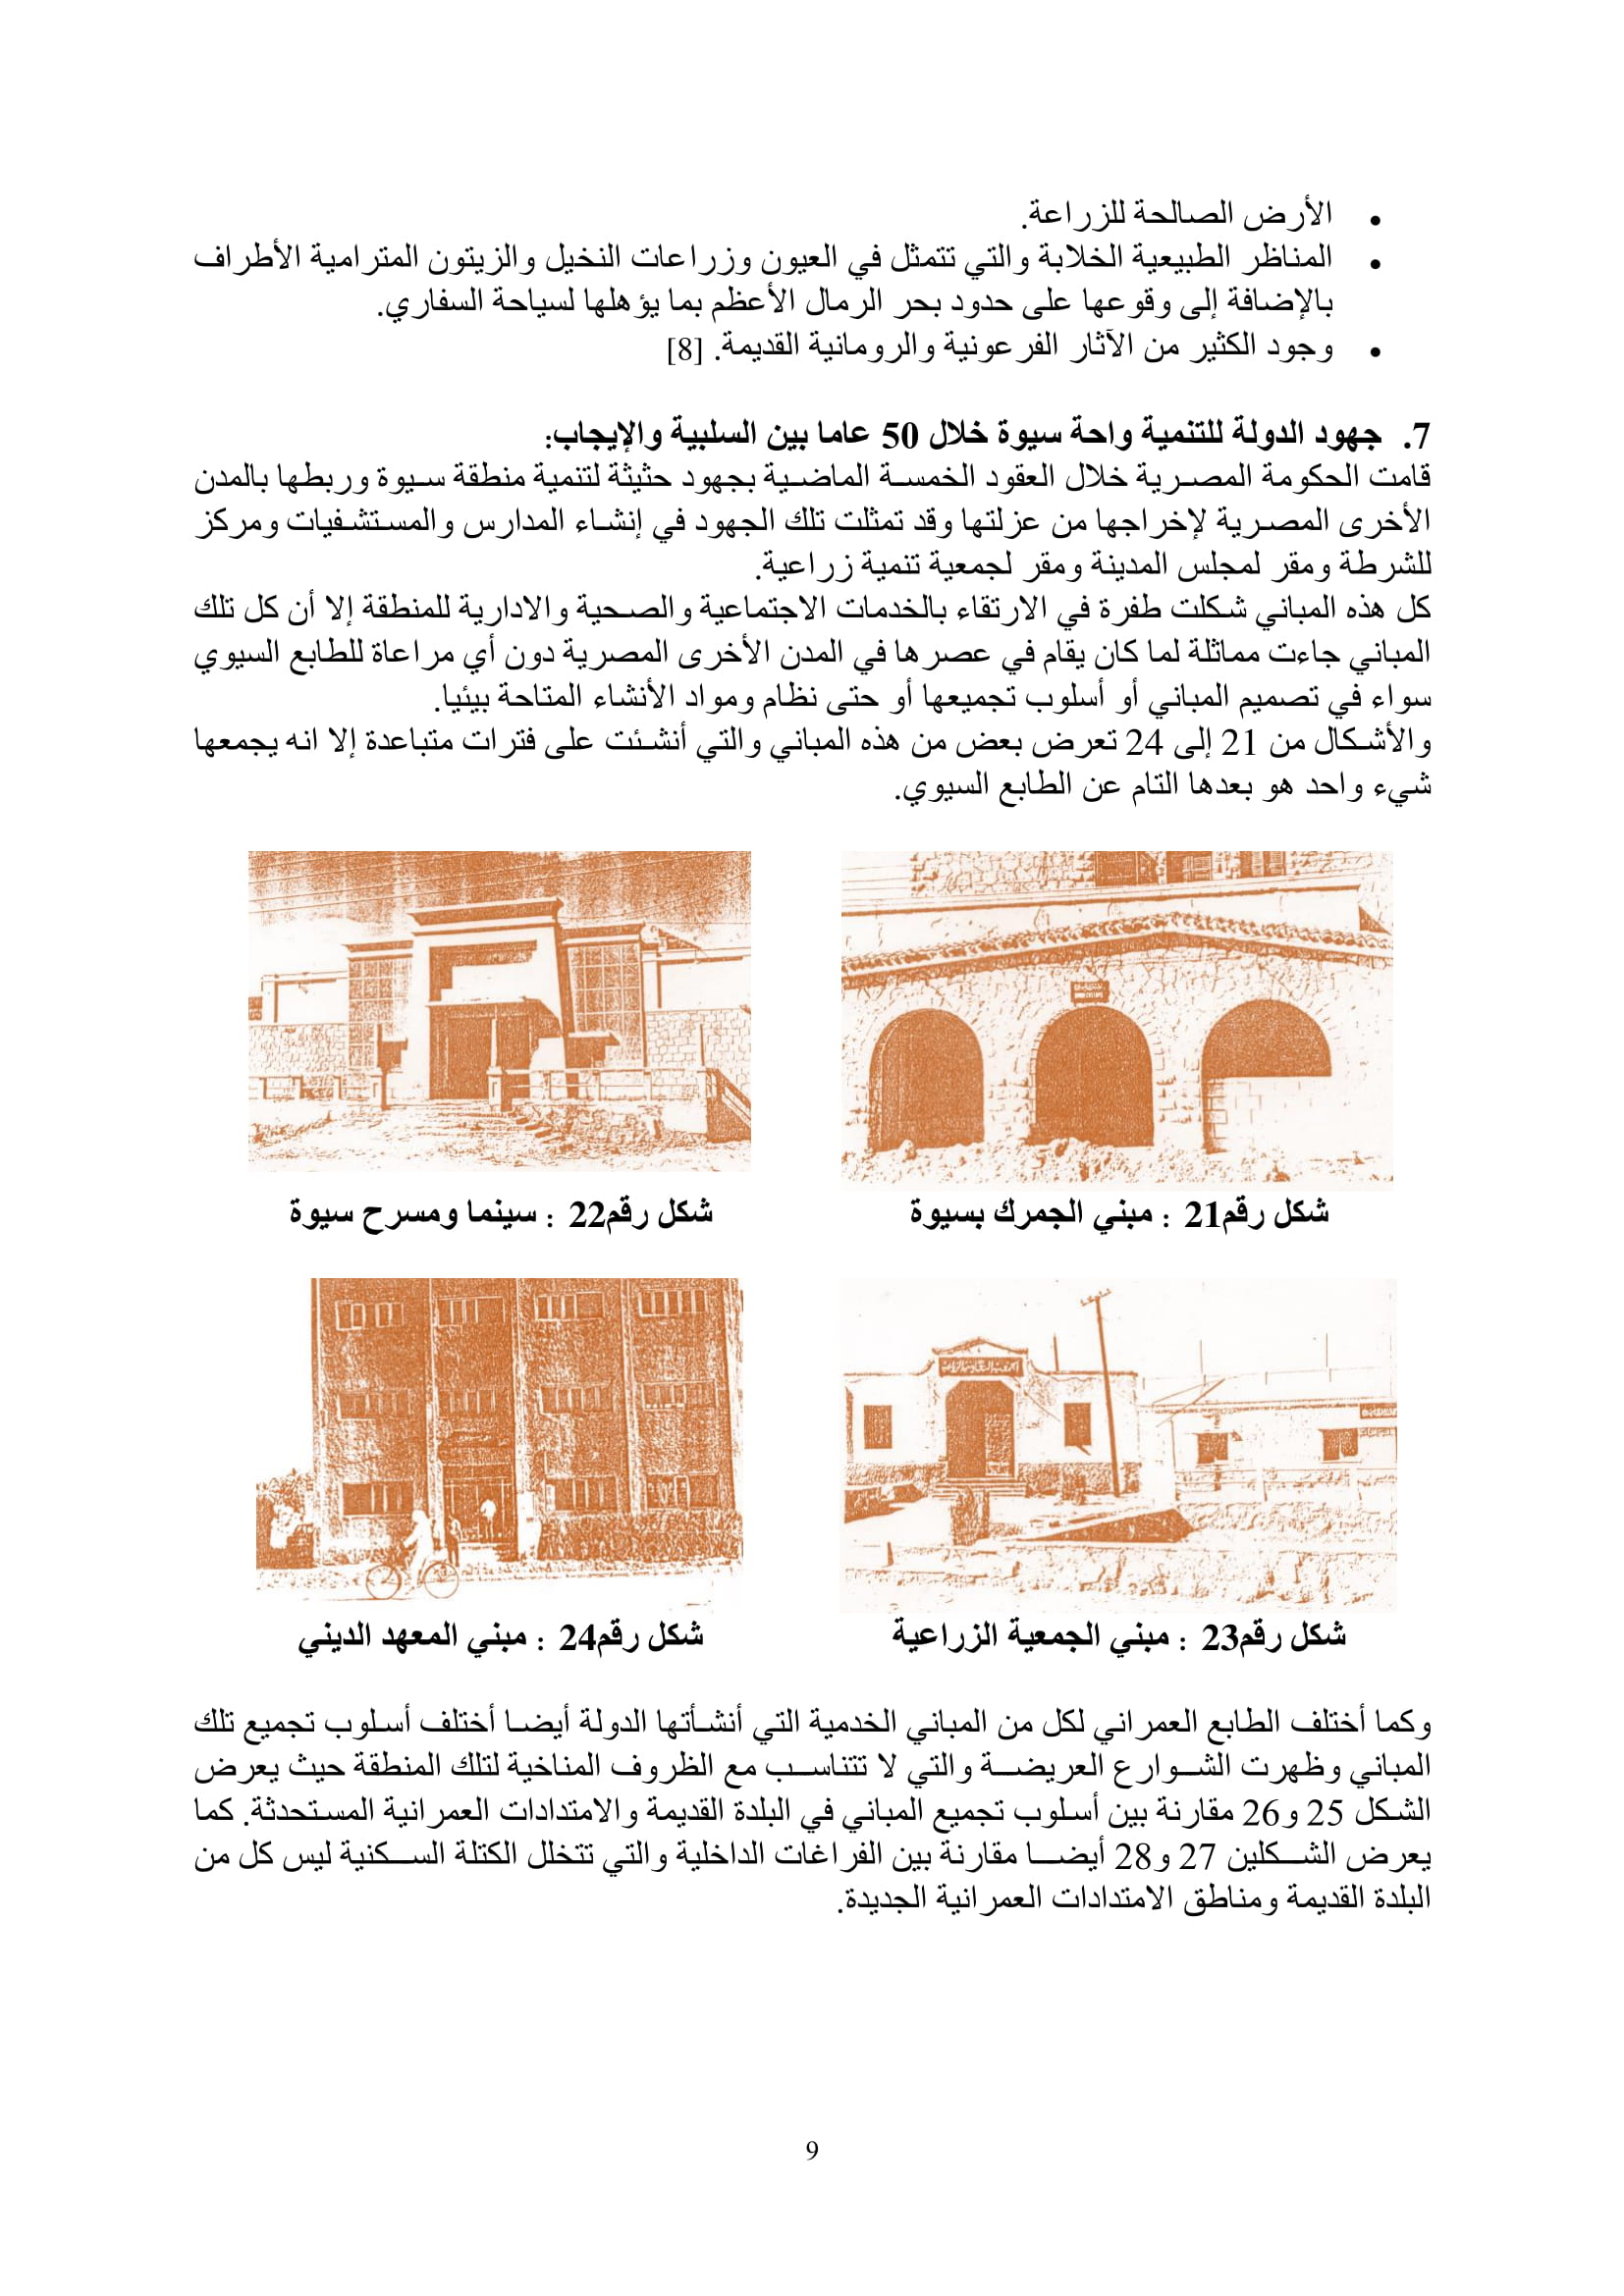 • الأرض الصالحة للزراعة.
• المناظر الطبيعية الخلابة والتي تتمثل في العيون وزراعات النخيل والزيتون المترامية الأطراف
بالإضافة إلى وقوعها على حدود بحر الرمال الأعظم بما يؤهلها لسياحة السفاري.
• وجود الكثير من الآثار الفرعونية والرومانية القديمة. [8]
7. جهود الدولة للتنمية واحة سيوة خلال 50 عاما بين السلبية والإيجاب:
قامت الحكومة المصرية خلال العقود الخمسة الماضية بجهود حثيثة لتنمية منطقة سيوة وربطها بالمدن
الأخرى المصرية لإخراجها من عزلتها وقد تمثلت تلك الجهود في إنشاء المدارس والمستشفيات ومركز
للشرطة ومقر لمجلس المدينة ومقر لجمعية تنمية زراعية.
كل هذه المباني شكلت طفرة في الارتقاء بالخدمات الاجتماعية والصحية والادارية للمنطقة إلا أن كل تلك
المباني جاءت مماثلة لما كان يقام في عصرها في المدن الأخرى المصرية دون أي مراعاة للطابع السيوي
سواء في تصميم المباني أو أسلوب تجميعها أو حتى نظام ومواد الأنشاء المتاحة بيئيا.
والأشكال من 21 إلى 24 تعرض بعض من هذه المباني والتي أنشئت على فترات متباعدة إلا انه يجمعها
شيء واحد هو بعدها التام عن الطابع السيوي.
شكل رقم21 : مبني الجمرك بسيوة
شكل رقم22 : سينما ومسرح سيوة
شكل رقم23 : مبني الجمعية الزراعية
شكل رقم24 : مبني المعهد الديني
وكما أختلف الطابع العمراني لكل من المباني الخدمية التي أنشأتها الدولة أيضا أختلف أسلوب تجميع تلك
المباني وظهرت الشوارع العريضة والتي لا تتناسب مع الظروف المناخية لتلك المنطقة حيث يعرض
الشكل 25 و26 مقارنة بين أسلوب تجميع المباني في البلدة القديمة والامتدادات العمرانية المستحدثة. كما
يعرض الشكلين 27 و28 أيضا مقارنة بين الفراغات الداخلية والتي تتخلل الكتلة السكنية ليس كل من
البلدة القديمة ومناطق الامتدادات العمرانية الجديدة.
9